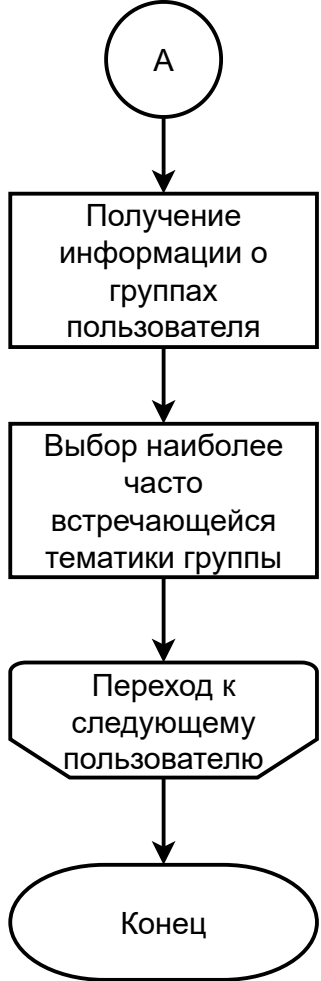 А
Получение
информации о
группах
пользователя
Выбор наиболее
часто
встречающейся
тематики группы
Переход к
следующему
пользователю
Конец